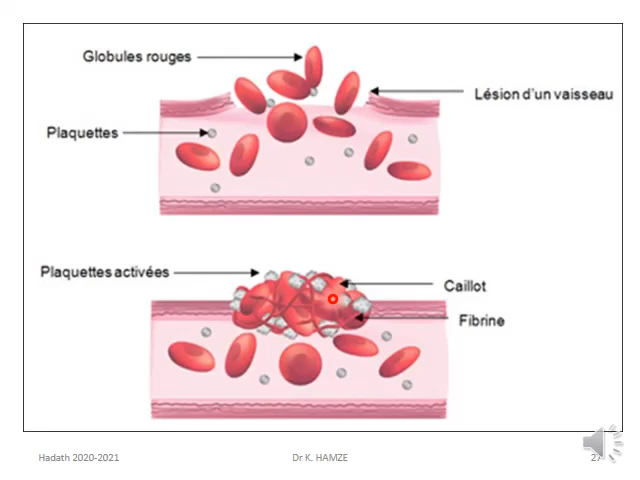 Globules rouges
Lésion d'un vaisseau
Plaquettes
Plaquettes activées
Caillot
Fibrine
Hadath 2020-2021
Dr K. HAMZE
27